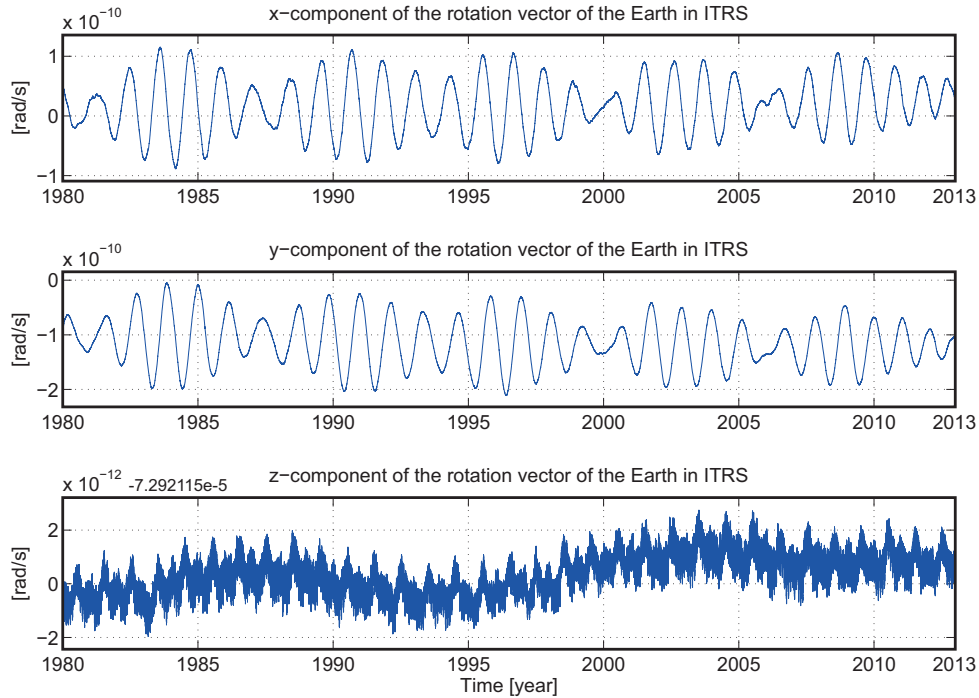 x−component of the rotation vector of the Earth in ITRS
x 10−10
1
0
−1
[rad/s]
1980 1985 1990 1995 2000 2005 2010 2013
y−component of the rotation vector of the Earth in ITRS
x 10−10
0
−1
−2
[rad/s]
1980 1985 1990 1995 2000 2005 2010 2013
z−component of the rotation vector of the Earth in ITRS
x 10−12 -7.292115e-5
2
0
−2
[rad/s]
1980 1985 1990 1995 2000 2005 2010 2013
Time [year]